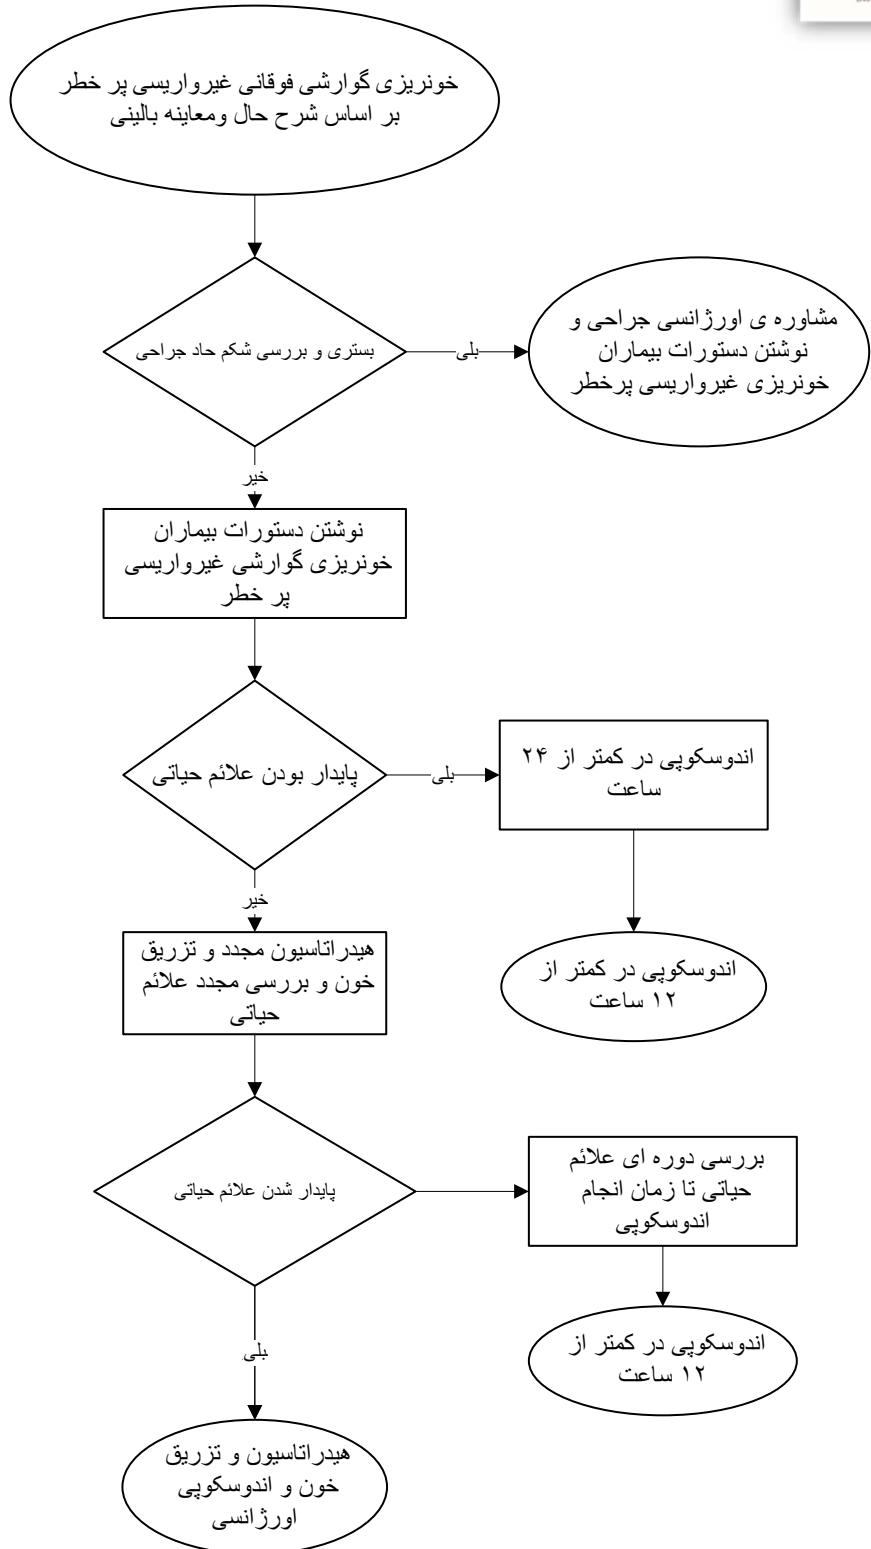 خونریزی گوارشی فوقانی غیرواریسی پر خطر
بر اساس شرح حال ومعاینه بالینی
بستری و بررسی شکم حاد جراحی
بلی
مشاوره ی اورژانسی جراحی و
نوشتن دستورات بیماران
خونریزی غیرواریسی پرخطر
خیر
نوشتن دستورات بیماران
خونریزی گوارشی غیرواریسی
پر خطر
پایدار بودن علائم حیاتی
بلی
اندوسکوپی در کمتر از ۲۴
ساعت
خیر
هیدراتاسیون مجدد و تزریق
خون و بررسی مجدد علائم
حیاتی
اندوسکوپی در کمتر از
۱۲ ساعت
پایدار شدن علائم حیاتی
بررسی دوره ای علائم
حیاتی تا زمان انجام
اندوسکوپی
بلی
اندوسکوپی در کمتر از
۱۲ ساعت
هیدراتاسیون و تزریق
خون و اندوسکوپی
اورژانسی